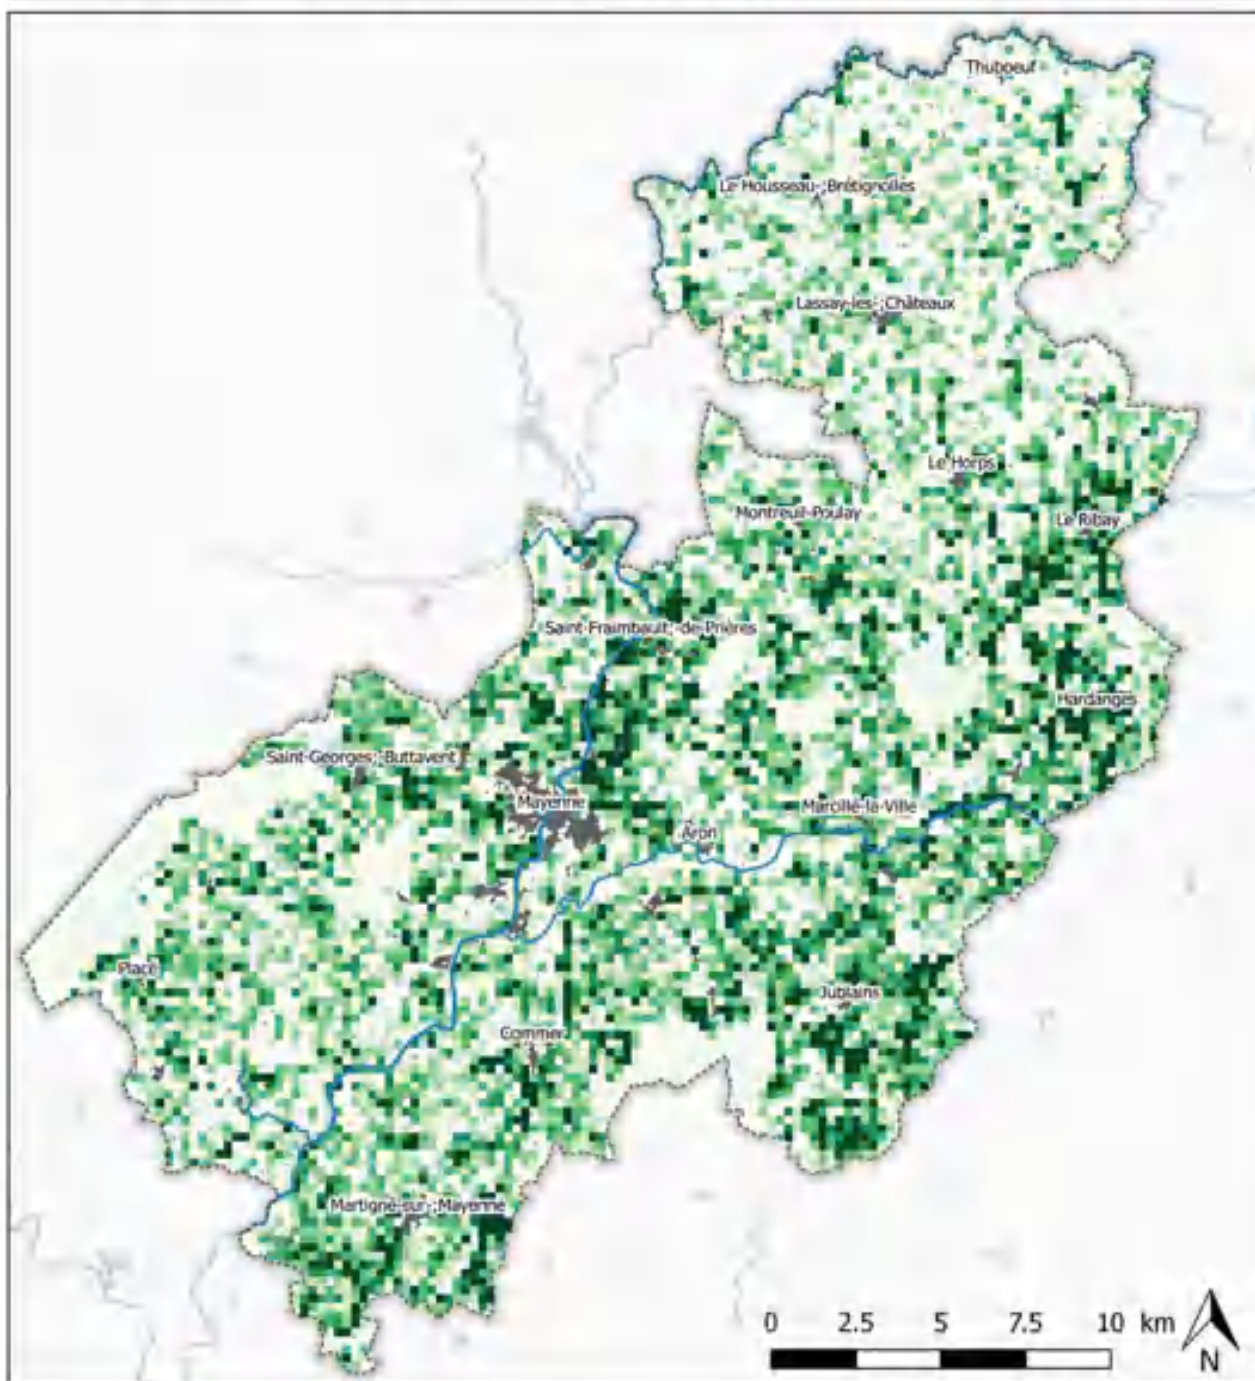 Thuboeuf
Le Housseau-;Brétignolles
Lassay-les-;Châteaux
Le Horps
Montreuil-Poulay
Le Ribay
Saint-Fraimbault;-de-Prières
Hardanges
Saint-Georges;-Buttavent
Mayenne
Marcillé-la-Ville
Aron
Placé
Jublains
Commer
Martigné-sur-;Mayenne
0 2.5 5 7.5 10 km
N